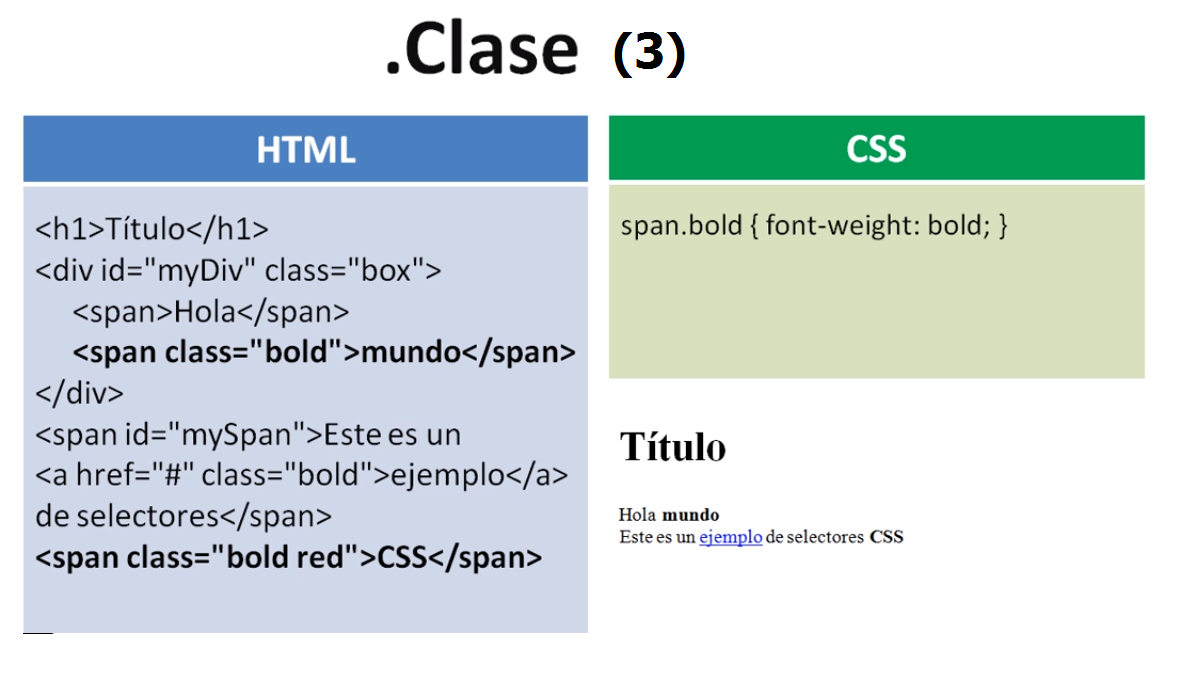 .Clase (3)
HTML
<h1>Título</h1>
<div id="myDiv" class="box">
<span>Hola</span>
<span class="bold">mundo</span>
</div>
<span id="mySpan">Este es un
<a href="#" class="bold">ejemplo</a>
de selectores</span>
<span class="bold red">CSS</span>
CSS
span.bold { font-weight: bold; }
Título
Hola mundo
Este es un ejemplo de selectores CSS